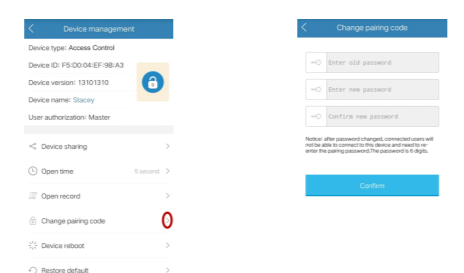 Device management
Device type: Access Control
Device ID: F5:D0:04:EF:9B:A3
Device version: 13101310
Device name: Stacey
User authorization: Master
Device sharing
Open time 5 second
Open record
Change pairing code
Device reboot
Restore default
Change pairing code
Enter old password
Enter new password
Confirm new password
Notice: after password changed, connected users will
not be able to connect to this device and need to re-
enter the pairing password.The password is 6 digits.
Confirm